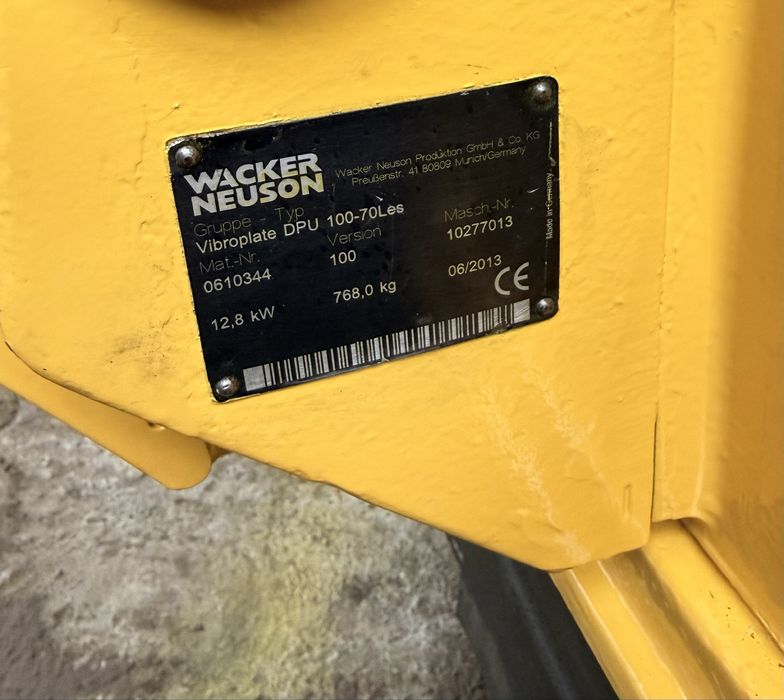 WACKER
NEUSON
Wacker Neuson Produktion GmbH & Co. KG
Preußenstr. 41 80809 Munich/Germany
Gruppe - Typ
Vibroplate DPU 100-70Les
Mat.-Nr. Version Masch.-Nr.
0610344 100 10277013
12,8 kW 768,0 kg 06/2013
CE
Made in Germany